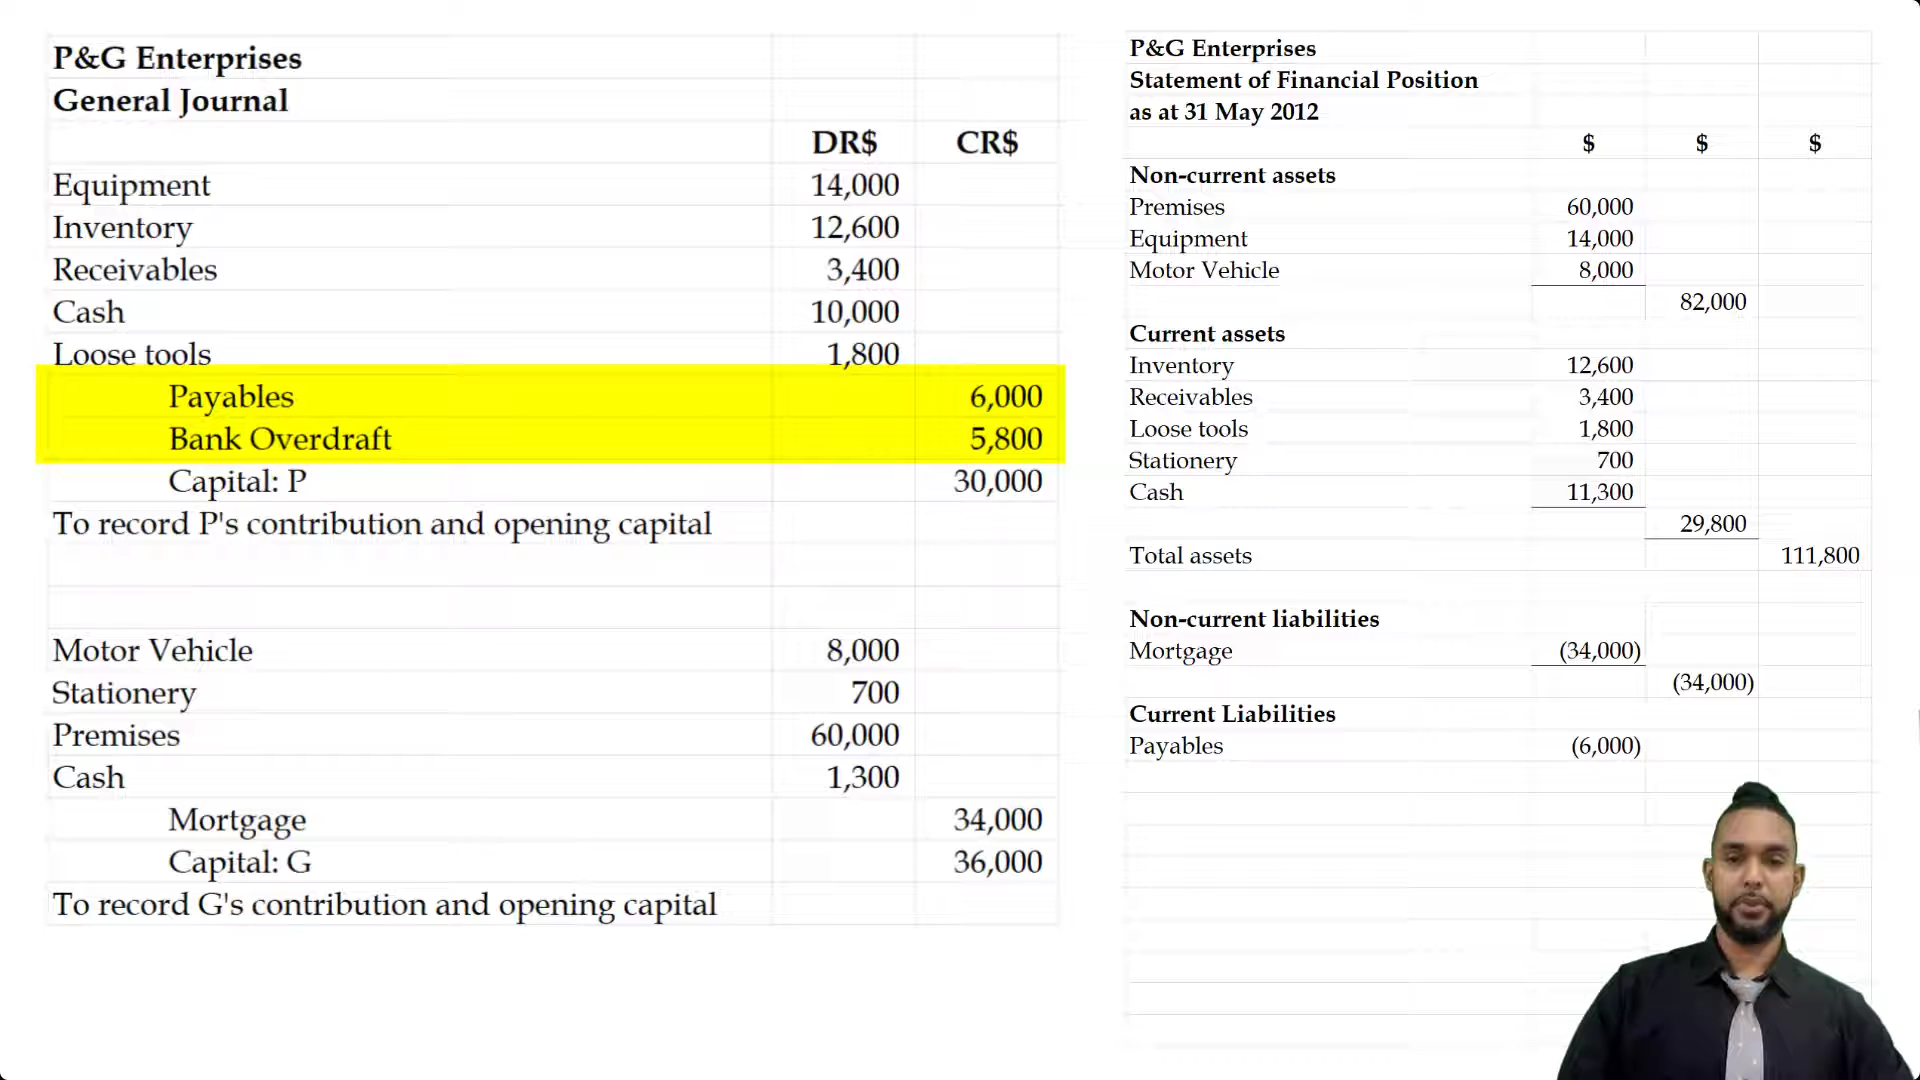 P&G Enterprises
General Journal
DR$ CR$
Equipment 14,000
Inventory 12,600
Receivables 3,400
Cash 10,000
Loose tools 1,800
Payables 6,000
Bank Overdraft 5,800
Capital: P 30,000
To record P's contribution and opening capital
Motor Vehicle 8,000
Stationery 700
Premises 60,000
Cash 1,300
Mortgage 34,000
Capital: G 36,000
To record G's contribution and opening capital
P&G Enterprises
Statement of Financial Position
as at 31 May 2012
$ $ $
Non-current assets
Premises 60,000
Equipment 14,000
Motor Vehicle 8,000
82,000
Current assets
Inventory 12,600
Receivables 3,400
Loose tools 1,800
Stationery 700
Cash 11,300
29,800
Total assets 111,800
Non-current liabilities
Mortgage (34,000)
(34,000)
Current Liabilities
Payables (6,000)